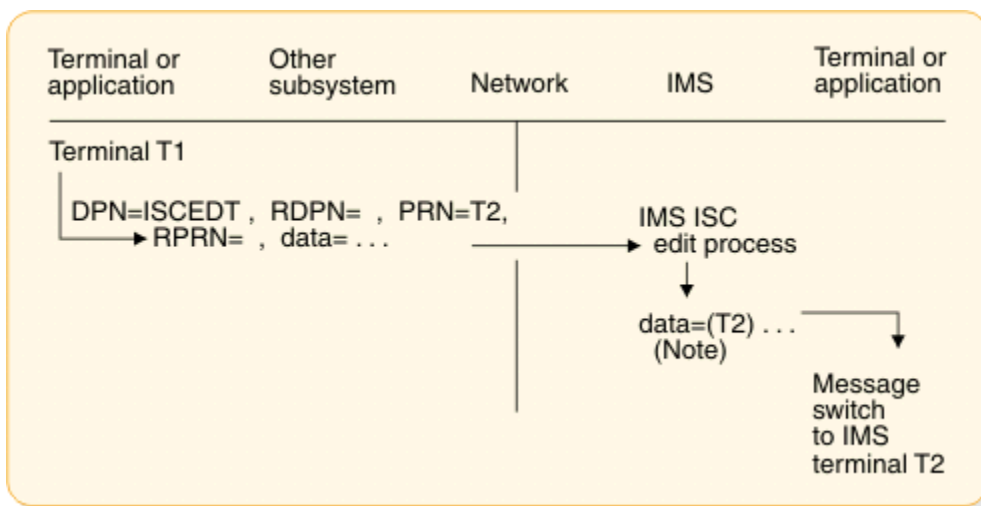 Terminal or
application
Other
subsystem
Network
IMS
Terminal or
application
Terminal T1
DPN=ISCEDT , RDPN= , PRN=T2,
RPRN= , data= . . .
IMS ISC
edit process
data=(T2) . . .
(Note)
Message
switch
to IMS
terminal T2